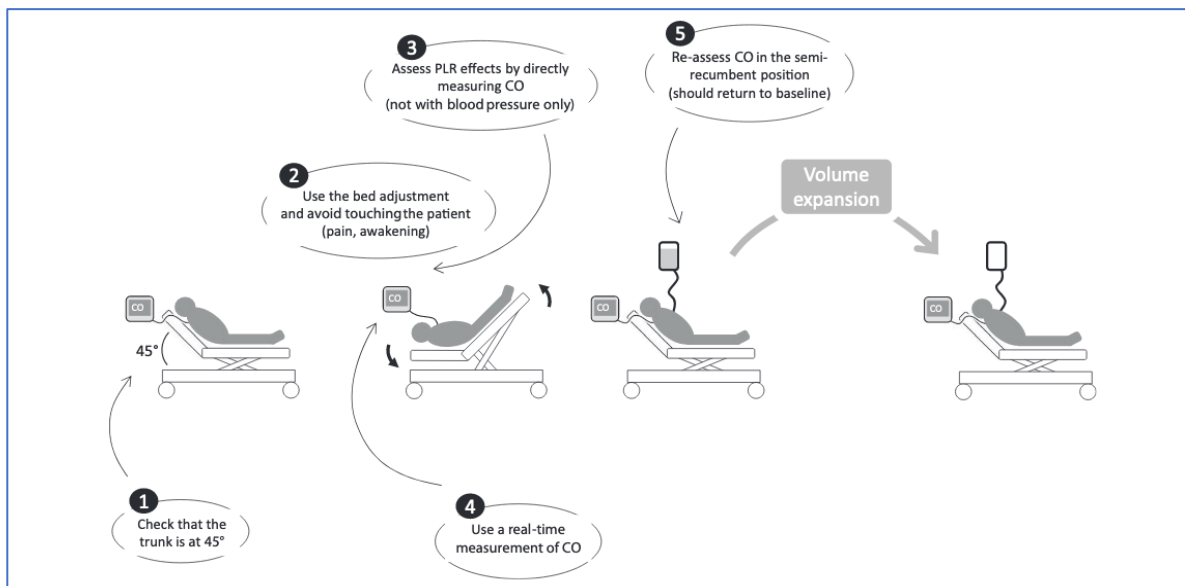 1
Check that the
trunk is at 45°
2
Use the bed adjustment
and avoid touching the patient
(pain, awakening)
3
Assess PLR effects by directly
measuring CO
(not with blood pressure only)
4
Use a real-time
measurement of CO
5
Re-assess CO in the semi-
recumbent position
(should return to baseline)
Volume
expansion
CO
45°
CO
CO
CO